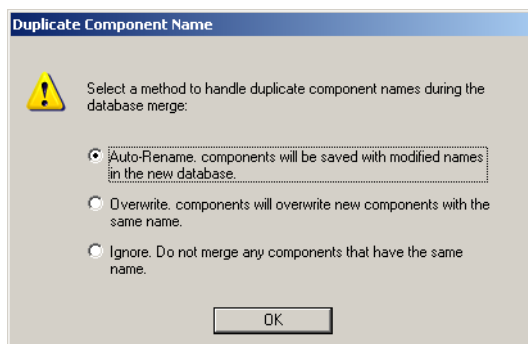 Duplicate Component Name
Select a method to handle duplicate component names during the
database merge:
Auto-Rename. components will be saved with modified names
in the new database.
Overwrite. components will overwrite new components with the
same name.
Ignore. Do not merge any components that have the same
name.
OK